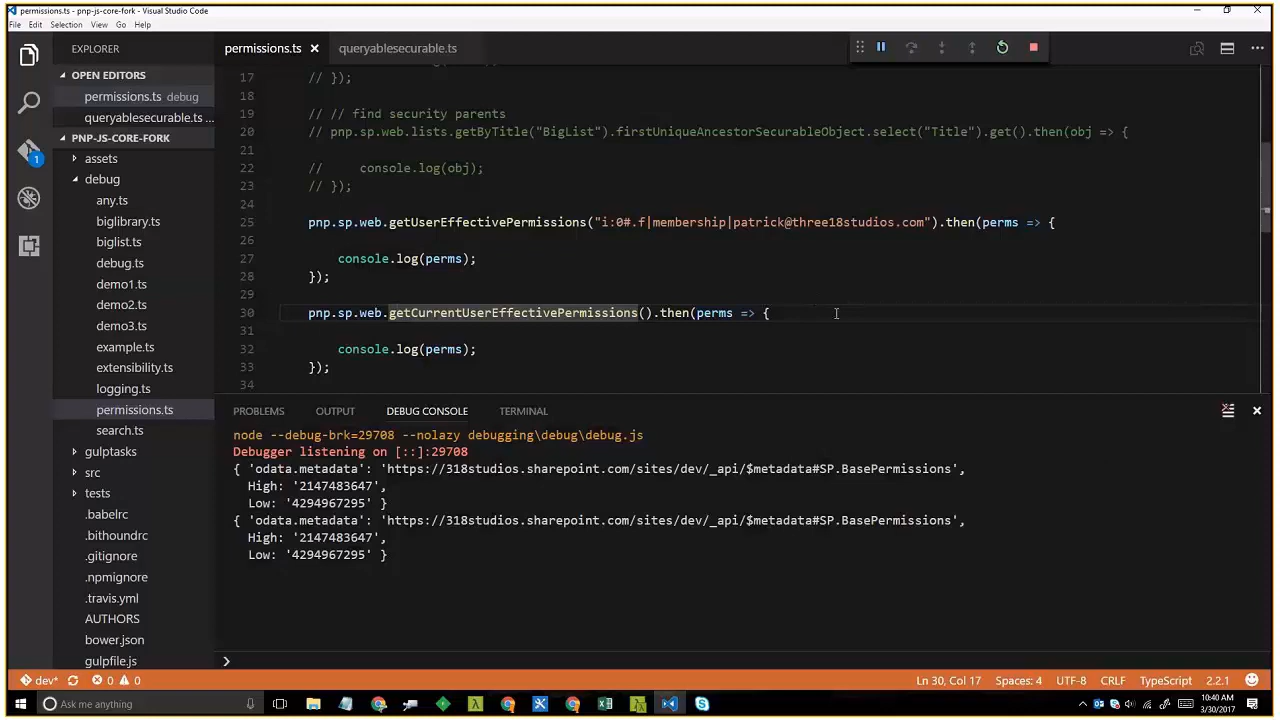 permissions.ts - pnp-js-core-fork - Visual Studio Code
File Edit Selection View Go Help
EXPLORER
OPEN EDITORS
permissions.ts debug
queryablesecurable.ts ...
PNP-JS-CORE-FORK
assets
debug
any.ts
biglibrary.ts
biglist.ts
debug.ts
demo1.ts
demo2.ts
demo3.ts
example.ts
extensibility.ts
logging.ts
permissions.ts
search.ts
gulptasks
src
tests
.babelrc
.bithoundrc
.gitignore
.npmignore
.travis.yml
AUTHORS
bower.json
gulpfile.js
1
permissions.ts queryablesecurable.ts
17 // });
18
19 // // find security parents
20 // pnp.sp.web.lists.getByTitle("BigList").firstUniqueAncestorSecurableObject.select("Title").get().then(obj => {
21
22 // console.log(obj);
23 // });
24
25 pnp.sp.web.getUserEffectivePermissions("i:0#.f|membership|patrick@three18studios.com").then(perms => {
26
27 console.log(perms);
28 });
29
30 pnp.sp.web.getCurrentUserEffectivePermissions().then(perms => {
31
32 console.log(perms);
33 });
34
PROBLEMS OUTPUT DEBUG CONSOLE TERMINAL
node --debug-brk=29708 --nolazy debugging\debug\debug.js
Debugger listening on [::]:29708
{ 'odata.metadata': 'https://318studios.sharepoint.com/sites/dev/_api/$metadata#SP.BasePermissions',
High: '2147483647',
Low: '4294967295' }
{ 'odata.metadata': 'https://318studios.sharepoint.com/sites/dev/_api/$metadata#SP.BasePermissions',
High: '2147483647',
Low: '4294967295' }
dev* 0 0 Ln 30, Col 17 Spaces: 4 UTF-8 CRLF TypeScript 2.2.1
Ask me anything
10:40 AM
3/30/2017